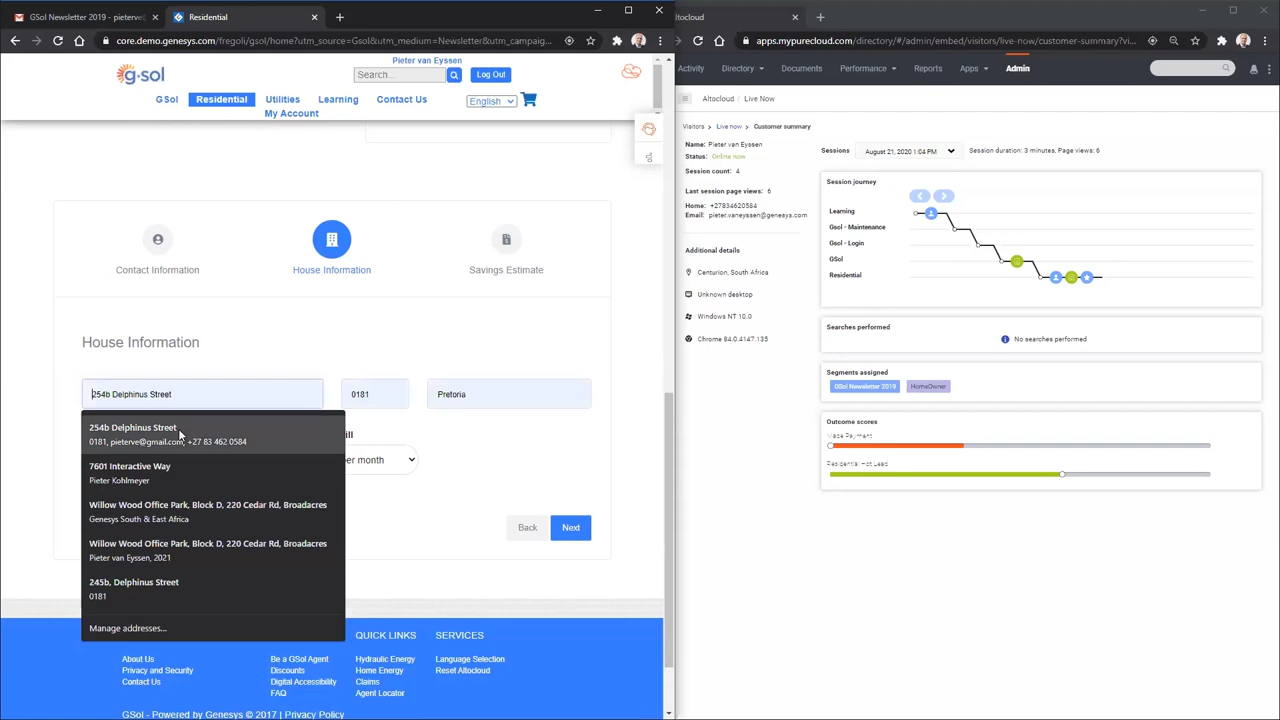 GSol Newsletter 2019 - pieterve@
Residential
core.demo.genesys.com/fregoli/gsol/home?utm_source=Gsol&utm_medium=Newsletter&utm_campaig...
Pieter van Eyssen
g-sol
Search...
Log Out
GSol
Residential
Utilities
Learning
Contact Us
My Account
English
Contact Information
House Information
Savings Estimate
House Information
254b Delphinus Street
0181
Pretoria
254b Delphinus Street
0181, pieterve@gmail.com, +27 83 462 0584
7601 Interactive Way
Pieter Kohlmeyer
Willow Wood Office Park, Block D, 220 Cedar Rd, Broadacres
Genesys South & East Africa
Willow Wood Office Park, Block D, 220 Cedar Rd, Broadacres
Pieter van Eyssen, 2021
245b, Delphinus Street
0181
Manage addresses...
per month
Back
Next
About Us
Privacy and Security
Contact Us
Be a GSol Agent
Discounts
Digital Accessibility
FAQ
QUICK LINKS
Hydraulic Energy
Home Energy
Claims
Agent Locator
SERVICES
Language Selection
Reset Altocloud
GSol - Powered by Genesys © 2017 | Privacy Policy
ltocloud
apps.mypurecloud.com/directory/#/admin/embed/visitors/live-now/customer-summary?vi...
Activity
Directory
Documents
Performance
Reports
Apps
Admin
Search
Altocloud / Live Now
Visitors > Live now > Customer summary
Name: Pieter van Eyssen
Status: Online now
Session count: 4
Last session page views: 6
Home: +27834620584
Email: pieter.vaneyssen@genesys.com
Additional details
Centurion, South Africa
Unknown desktop
Windows NT 10.0
Chrome 84.0.4147.135
Sessions
August 21, 2020 1:04 PM
Session duration: 3 minutes, Page views: 6
Session journey
Learning
Gsol - Maintenance
Gsol - Login
GSol
Residential
Searches performed
No searches performed
Segments assigned
GSol Newsletter 2019
HomeOwner
Outcome scores
Payment
Residential Hot Lead